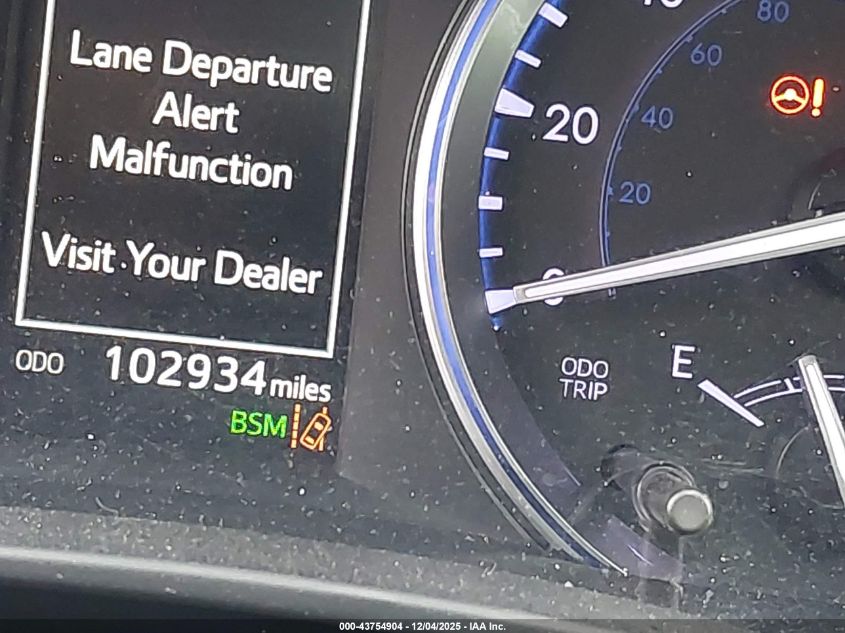 Lane Departure
Alert
Malfunction
Visit Your Dealer
ODO 102934 miles
BSM
80
60
40
20
20
0
ODO
TRIP
E
000-43754904 - 12/04/2025 - IAA Inc.